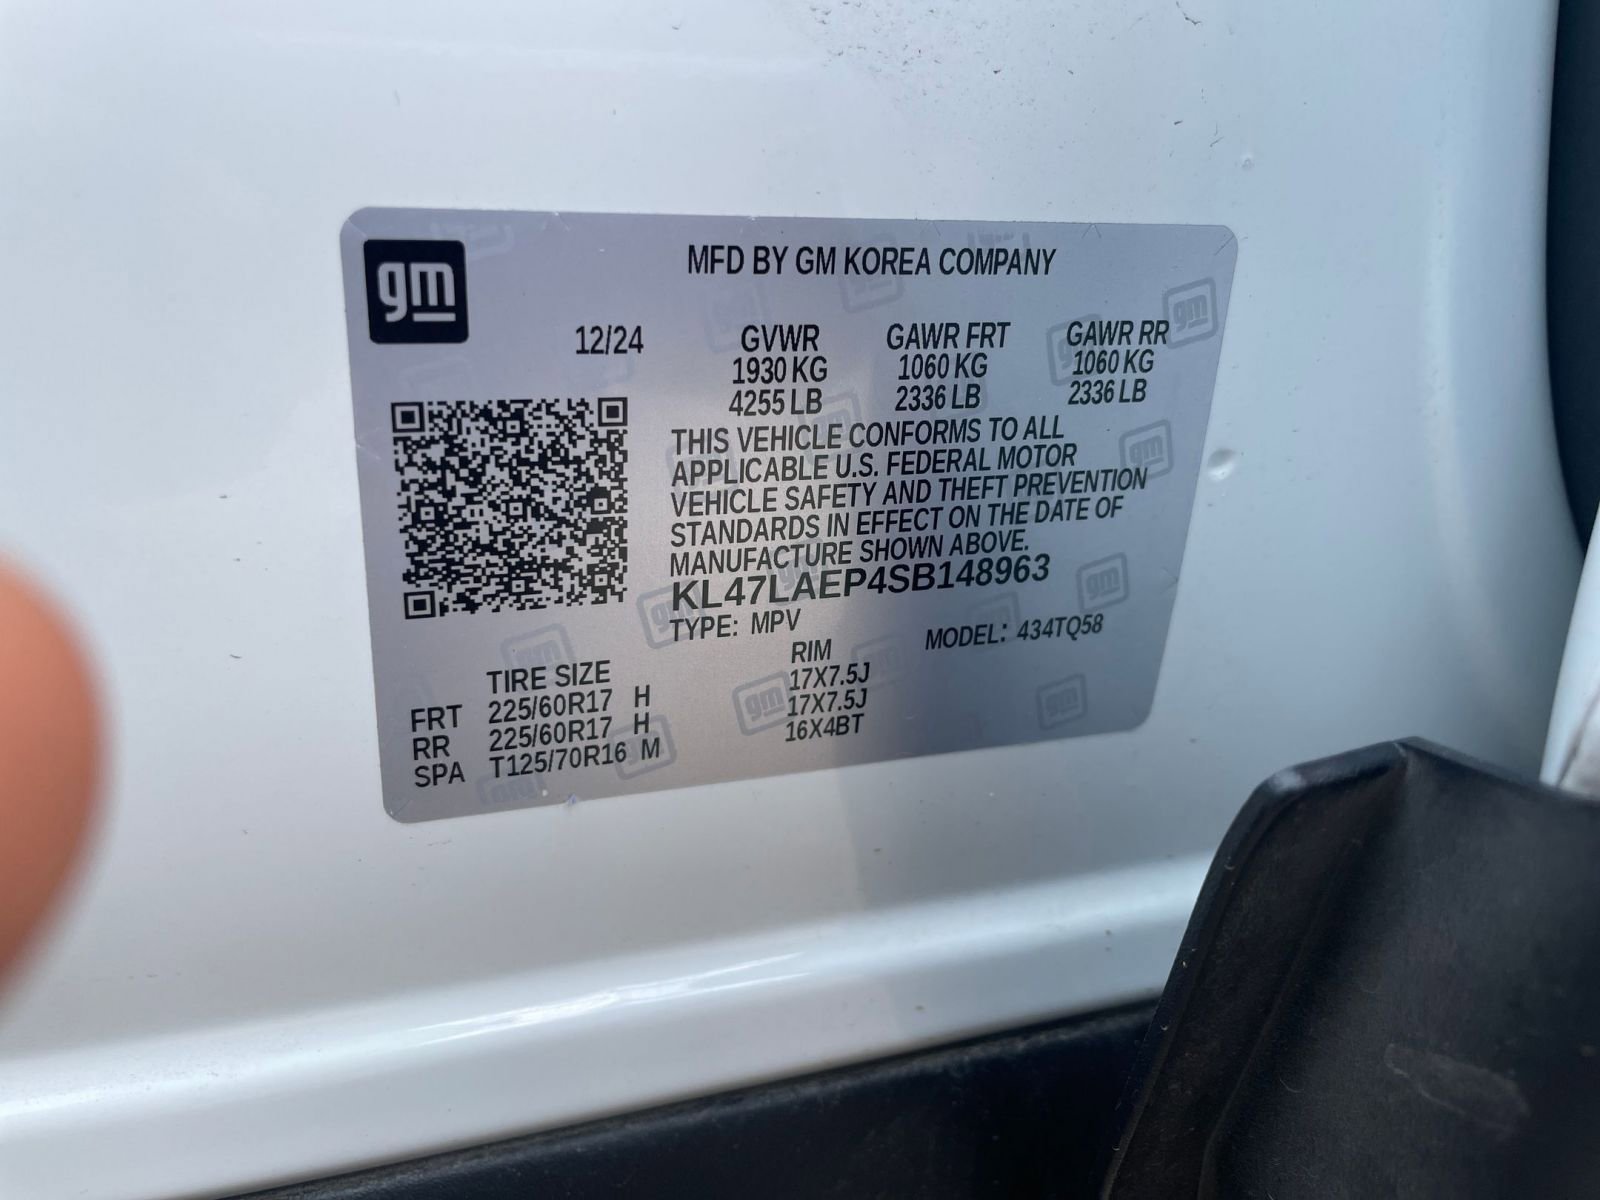 gm
MFD BY GM KOREA COMPANY
12/24 GVWR GAWR FRT GAWR RR
1930 KG 1060 KG 1060 KG
4255 LB 2336 LB 2336 LB
THIS VEHICLE CONFORMS TO ALL
APPLICABLE U.S. FEDERAL MOTOR
VEHICLE SAFETY AND THEFT PREVENTION
STANDARDS IN EFFECT ON THE DATE OF
MANUFACTURE SHOWN ABOVE.
KL47LAEP4SB148963
TYPE: MPV MODEL: 434TQ58
TIRE SIZE RIM
FRT 225/60R17 H 17X7.5J
RR 225/60R17 H 17X7.5J
SPA T125/70R16 M 16X4BT